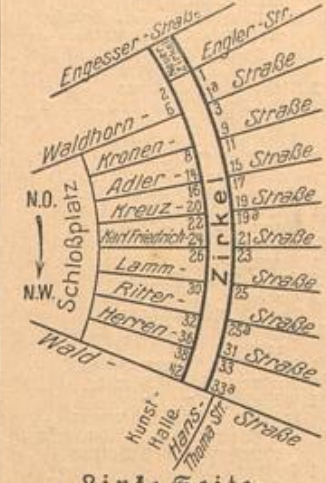 Engesser-Straße
Engler-Str.
1
1a Straße
2
3
6
Waldhorn- 9 Straße
11
Kronen- 8
15 Straße
Adler- 14
16
17
Kreuz- 20
19 Straße
22
19a
Karl Friedrich- 24
21 Straße
26
23
Lamm-
Straße
Ritter- 30
25
Herren- 32
Straße
36
25a
38
31 Straße
42
33
Wald-
33a
Straße
Zirkel
N.O.
N.W.
Schloßplatz
Kunst-
Halle
Hans-
Thoma Str.
Linke Seite